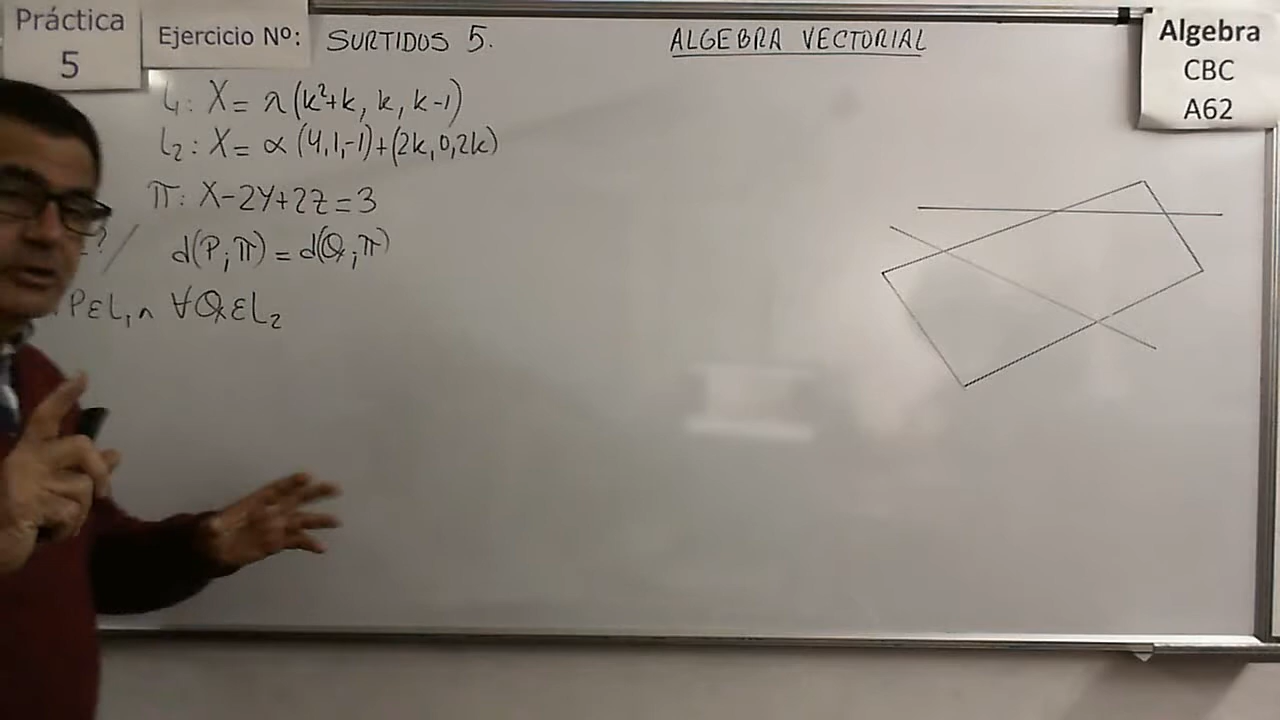 Práctica
5
Ejercicio Nº: SURTIDOS 5.
ALGEBRA VECTORIAL
Algebra
CBC
A62
L₁: X = λ(k²+k, k, k-1)
L₂: X = α(4,1,-1)+(2k,0,2k)
π: X-2Y+2Z=3
? / d(P;π) = d(Q;π)
PεL₁ ∧ ∀QεL₂